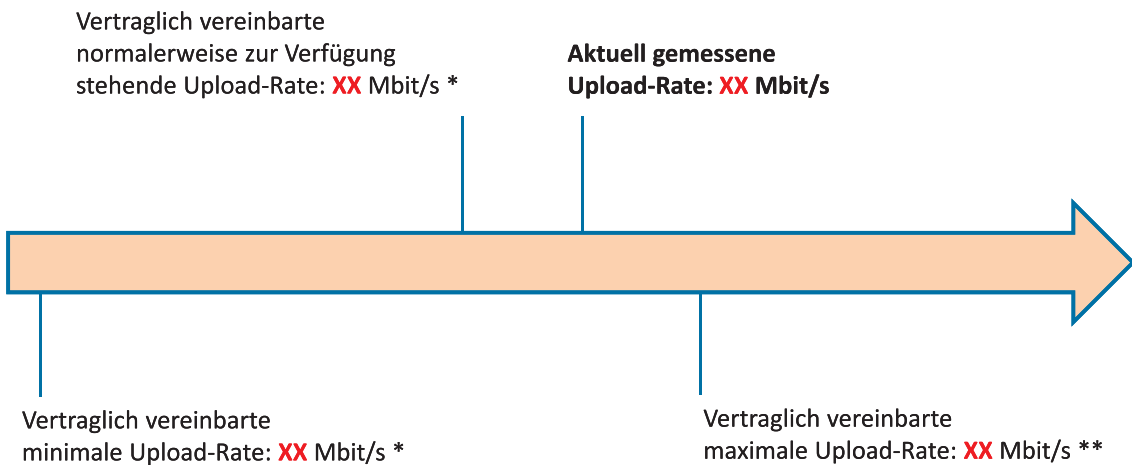 Vertraglich vereinbarte
normalerweise zur Verfügung
stehende Upload-Rate: XX Mbit/s *
Aktuell gemessene
Upload-Rate: XX Mbit/s
Vertraglich vereinbarte
minimale Upload-Rate: XX Mbit/s *
Vertraglich vereinbarte
maximale Upload-Rate: XX Mbit/s **